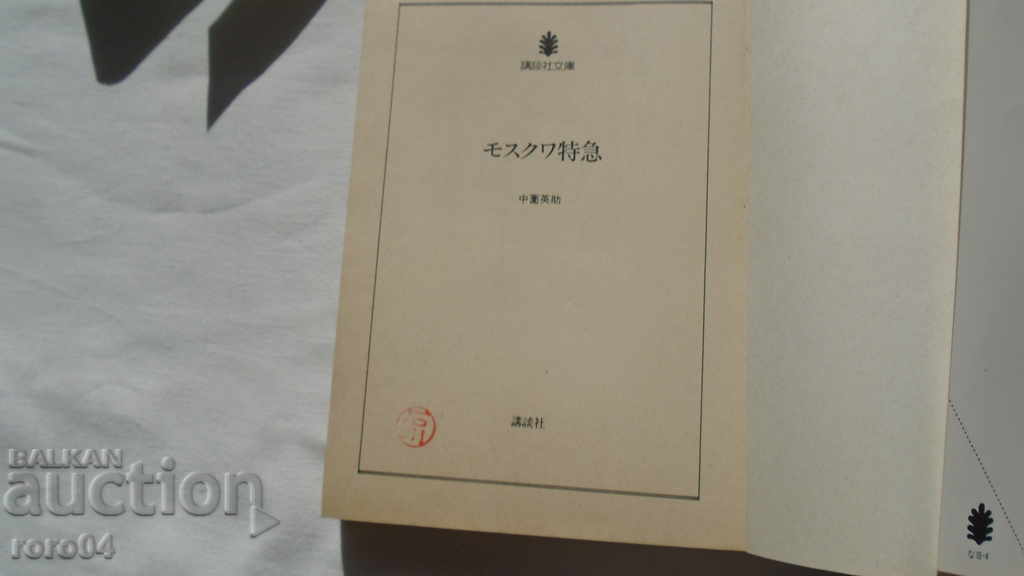 講談社文庫
モスクワ特急
中薗英助
講談社
BALKAN
auction
roro04